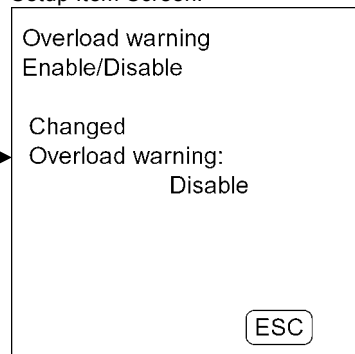 Setup Item Screen.
Overload warning
Enable/Disable
Changed
Overload warning:
Disable
ESC